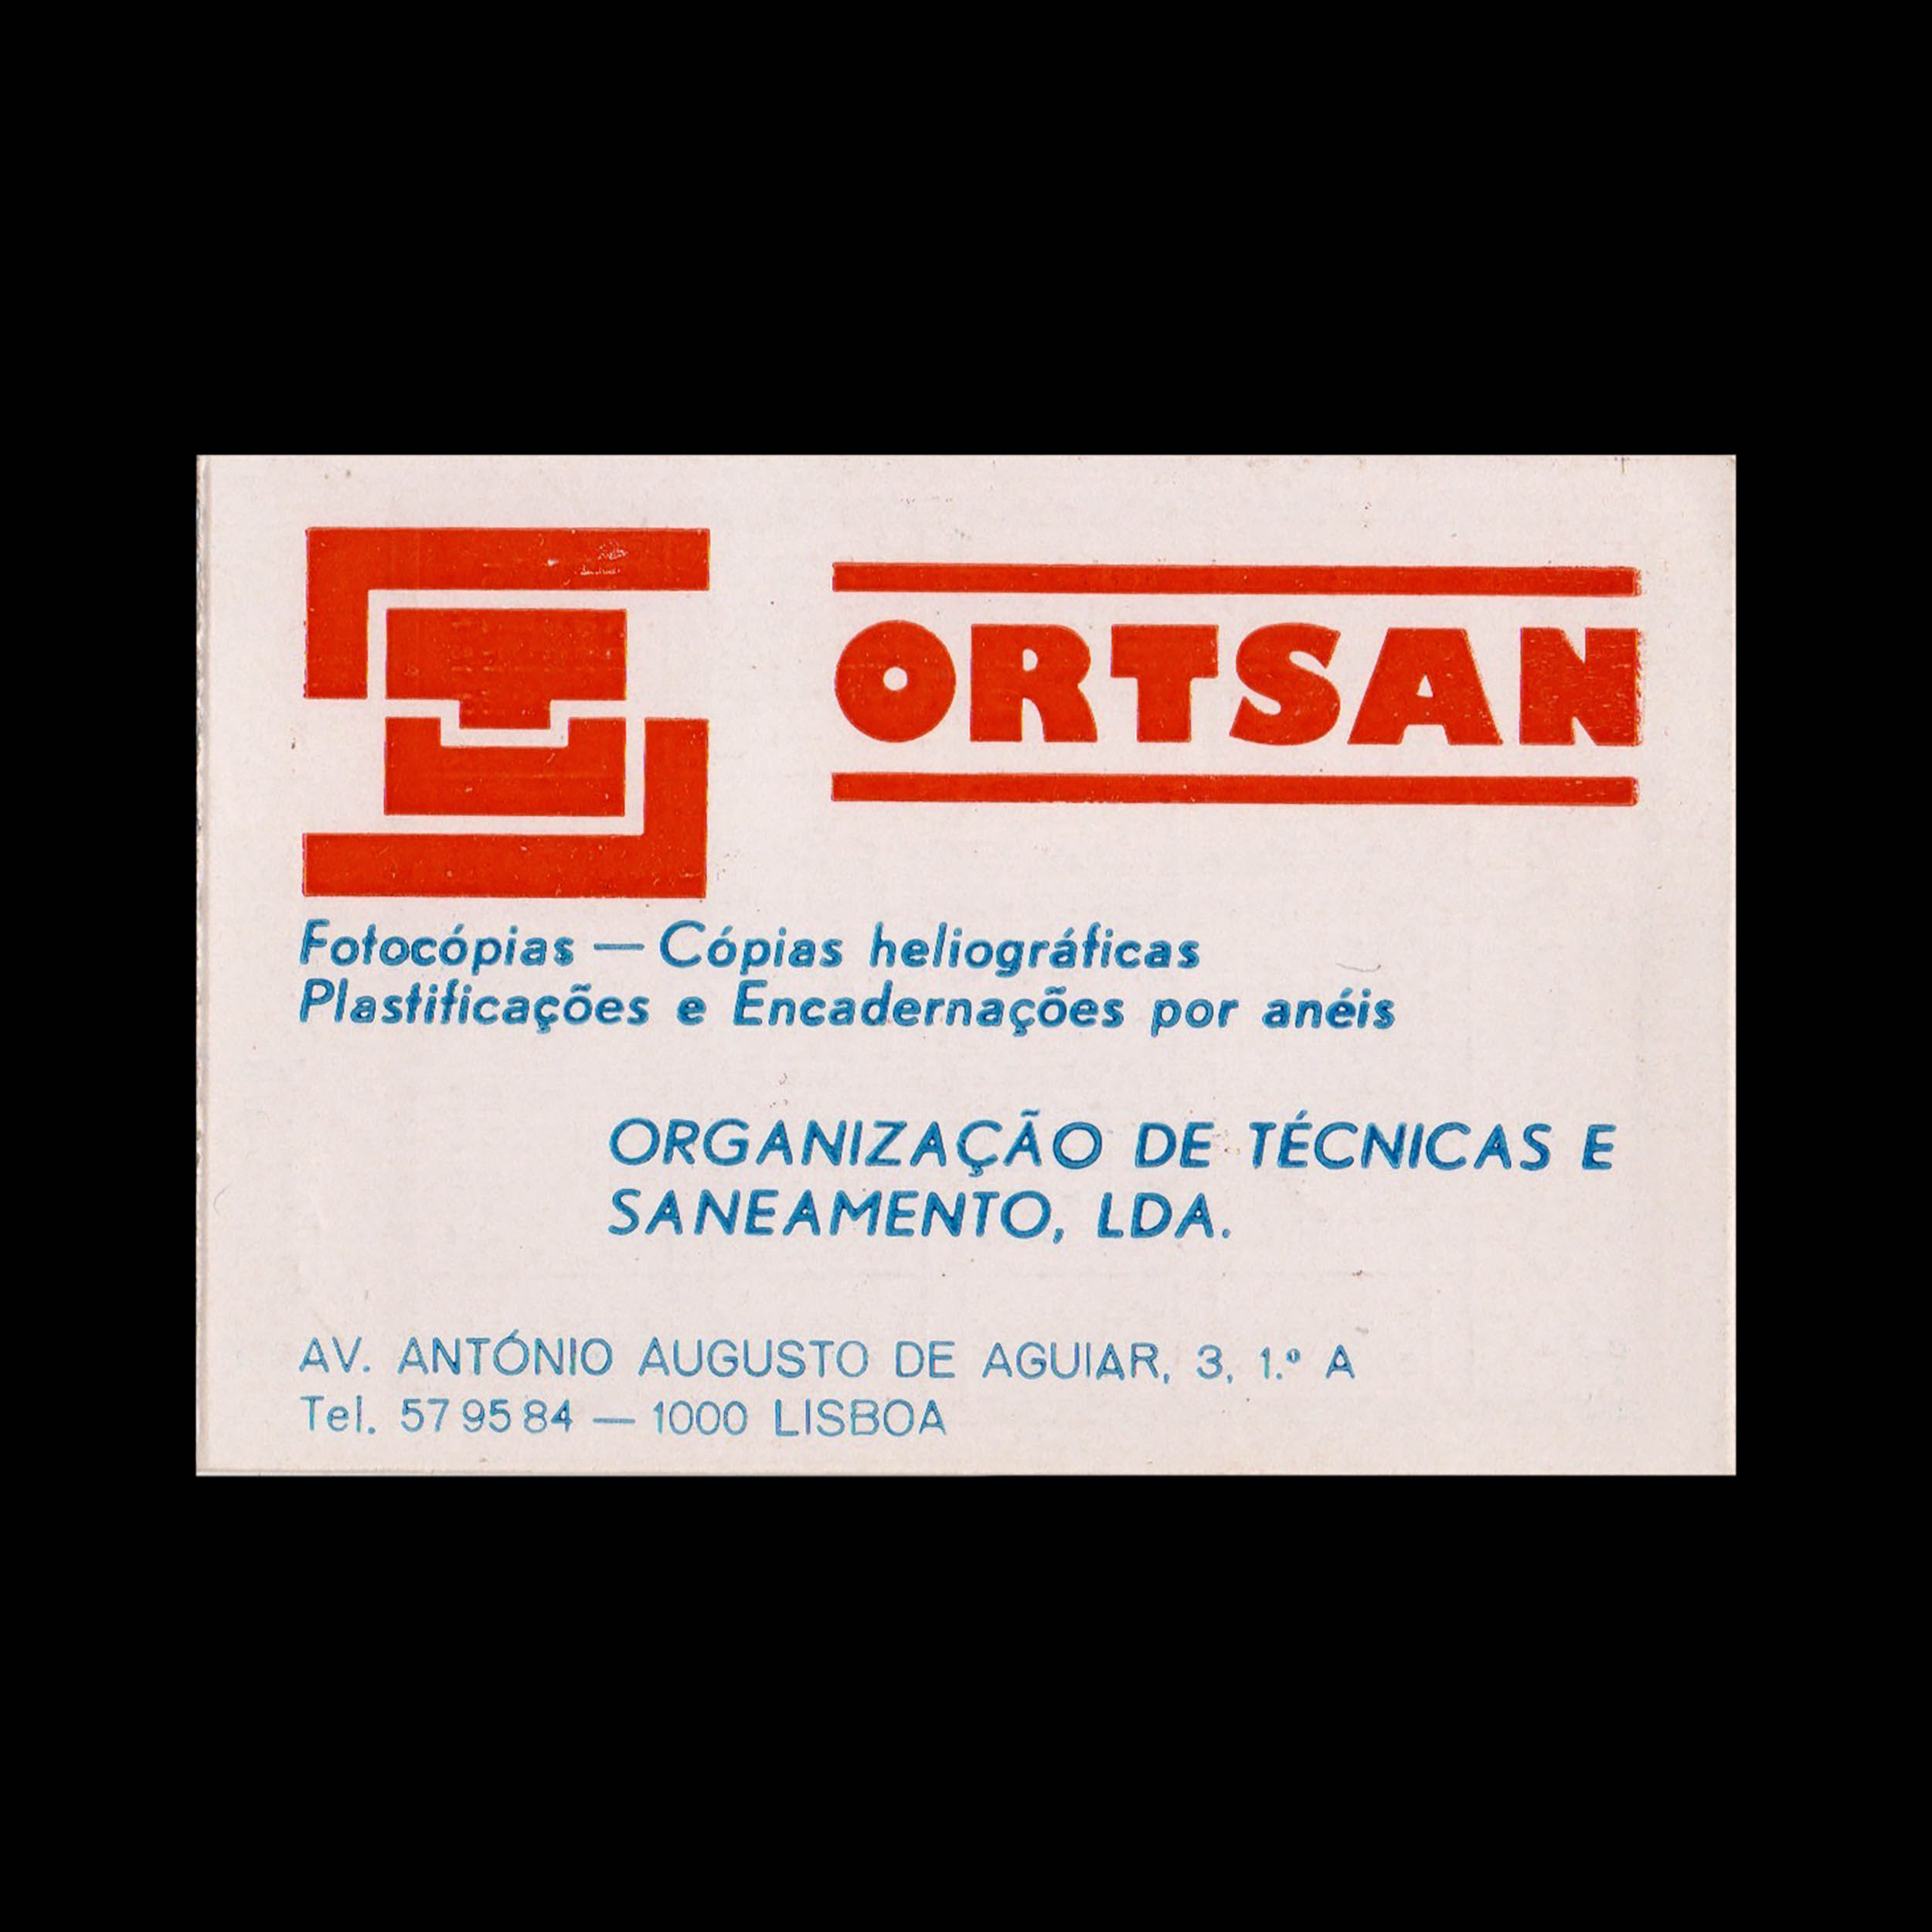 ORTSAN
Fotocópias — Cópias heliográficas
Plastificações e Encadernações por anéis
ORGANIZAÇÃO DE TÉCNICAS E
SANEAMENTO, LDA.
AV. ANTÓNIO AUGUSTO DE AGUIAR, 3, 1.º A
Tel. 57 95 84 — 1000 LISBOA